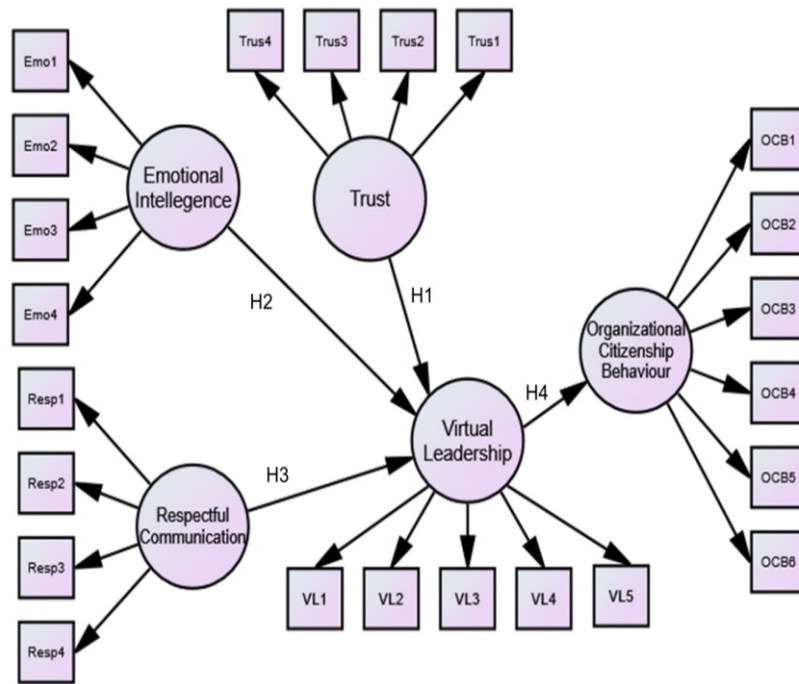 Trus4
Trus3
Trus2
Trus1
Emo1
Emo2
Emo3
Emo4
Emotional
Intellegence
Trust
OCB1
OCB2
OCB3
OCB4
OCB5
OCB6
H2
H1
Organizational
Citizenship
Behaviour
H4
Resp1
Resp2
Resp3
Resp4
H3
Virtual
Leadership
Respectful
Communication
VL1
VL2
VL3
VL4
VL5